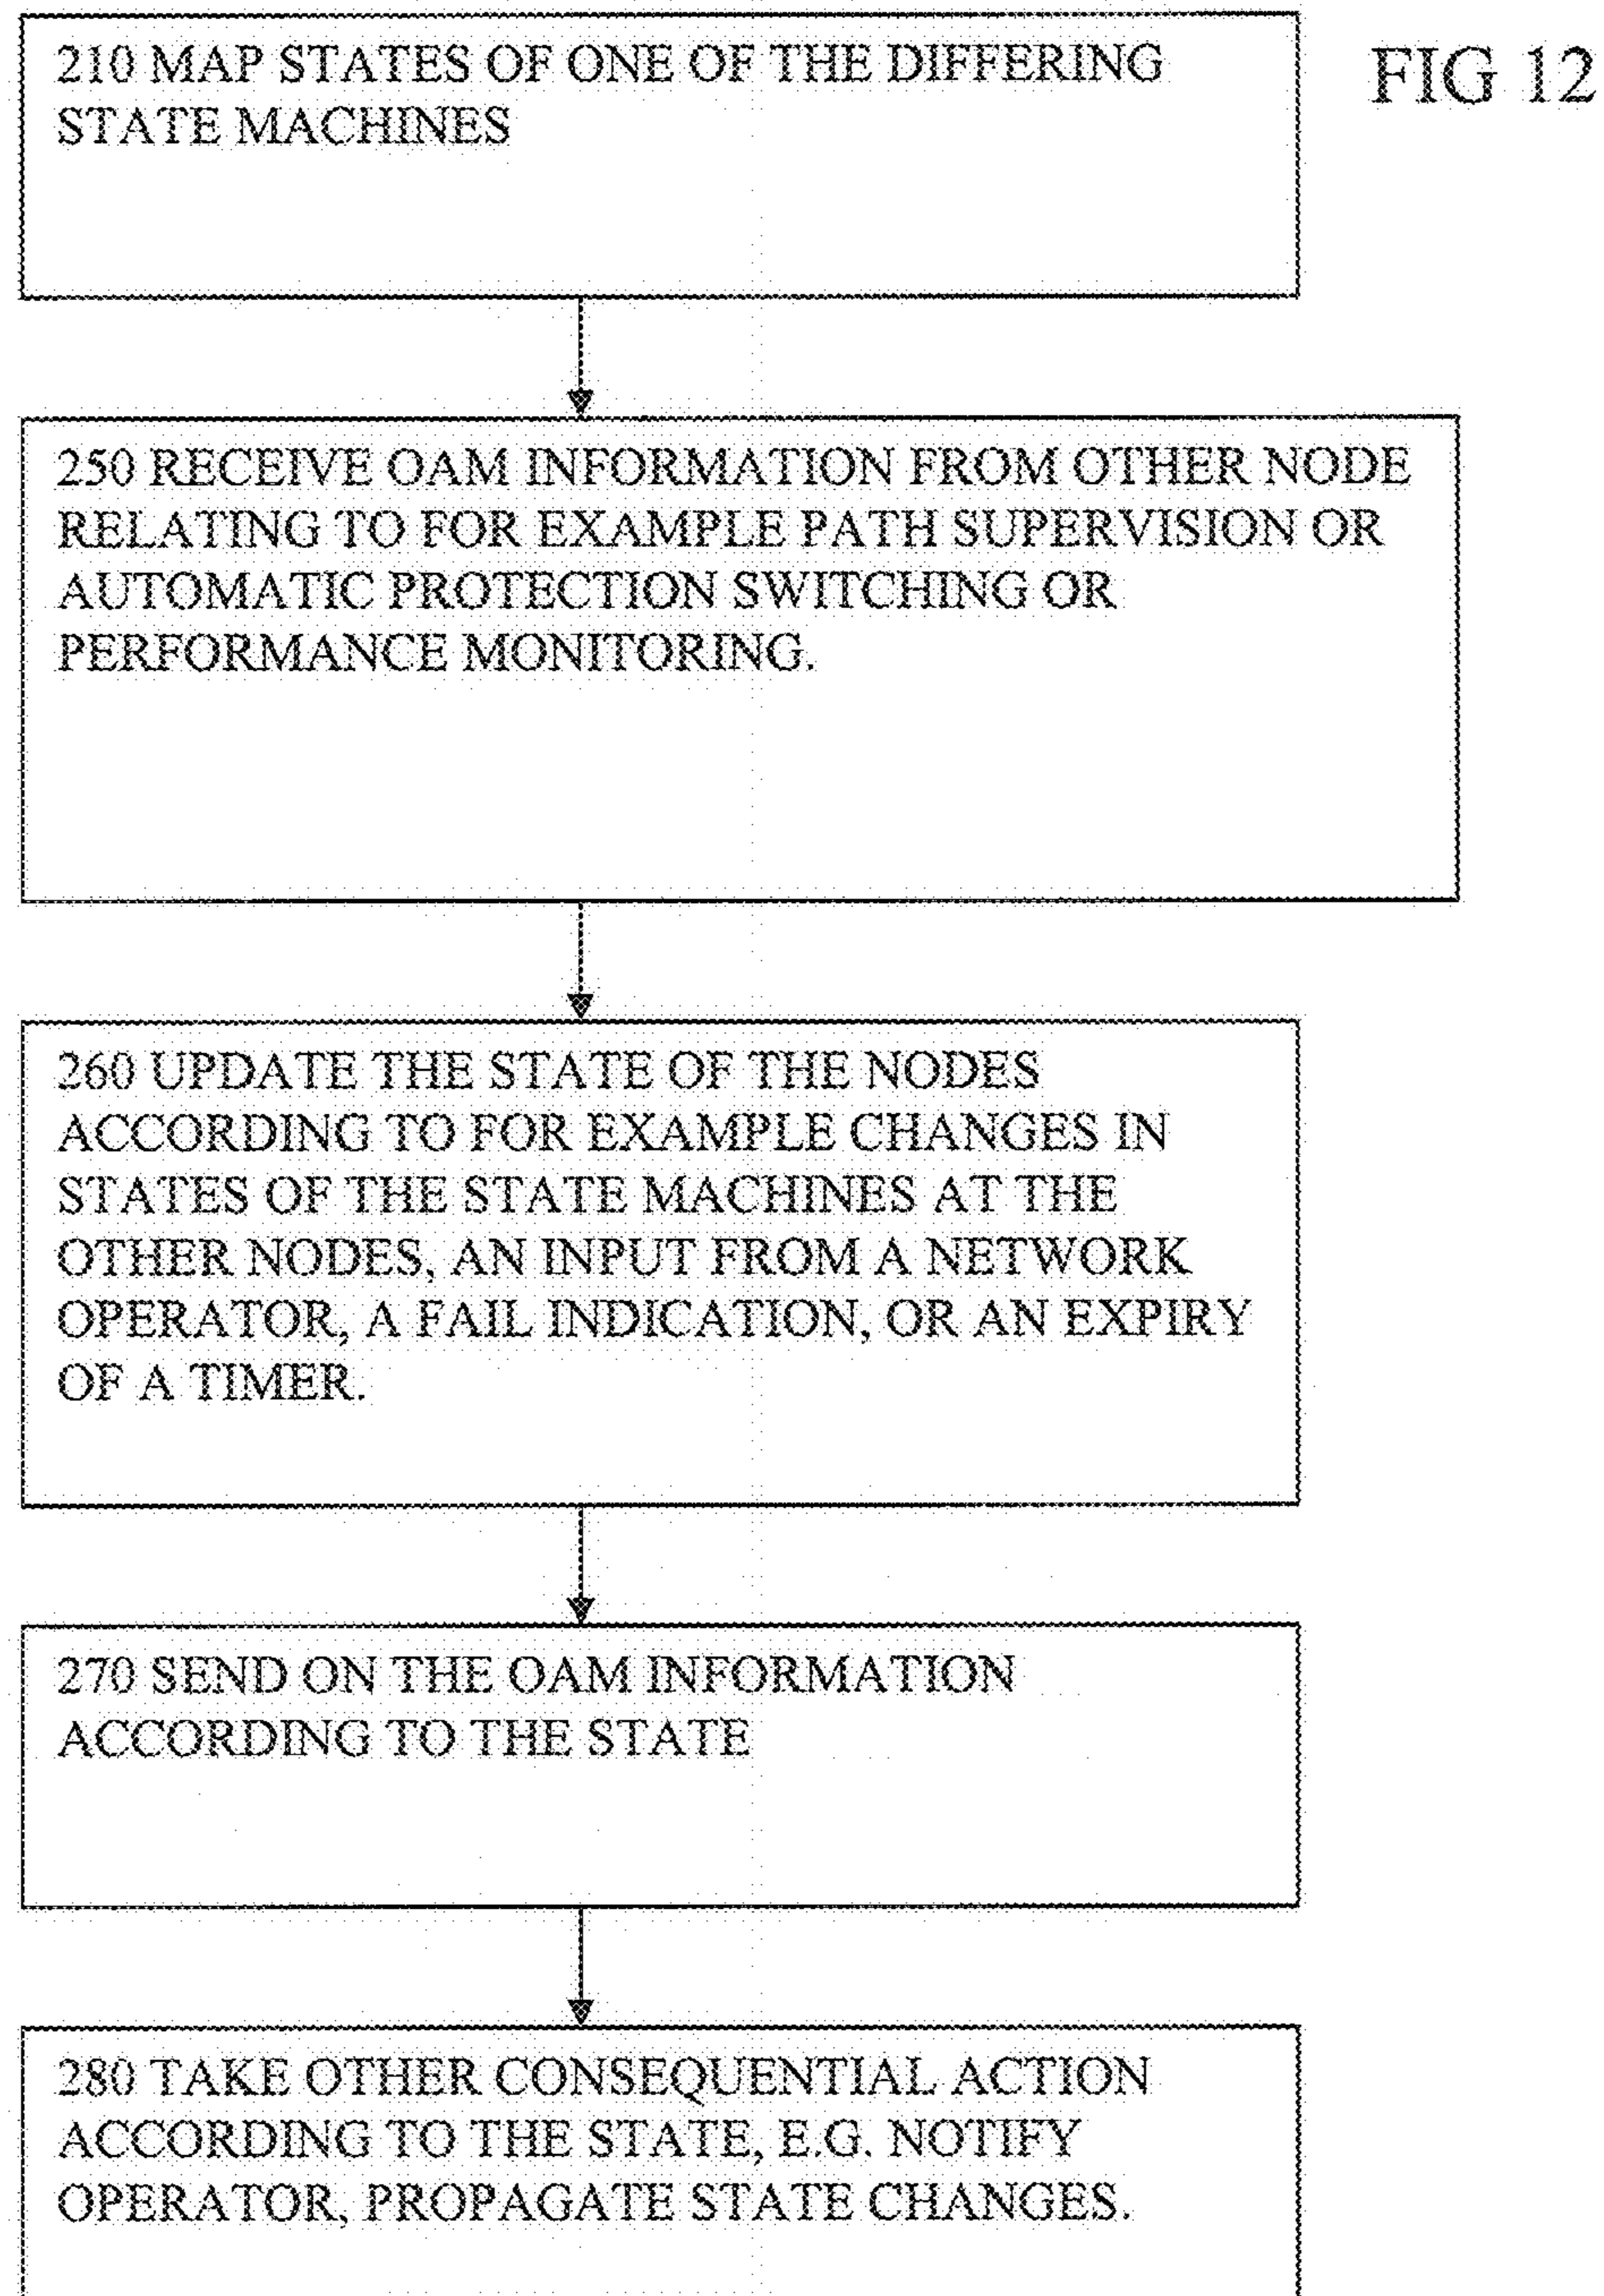 210 MAP STATES OF ONE OF THE DIFFERING
STATE MACHINES
FIG 12
250 RECEIVE OAM INFORMATION FROM OTHER NODE
RELATING TO FOR EXAMPLE PATH SUPERVISION OR
AUTOMATIC PROTECTION SWITCHING OR
PERFORMANCE MONITORING.
260 UPDATE THE STATE OF THE NODES
ACCORDING TO FOR EXAMPLE CHANGES IN
STATES OF THE STATE MACHINES AT THE
OTHER NODES, AN INPUT FROM A NETWORK
OPERATOR, A FAIL INDICATION, OR AN EXPIRY
OF A TIMER.
270 SEND ON THE OAM INFORMATION
ACCORDING TO THE STATE
280 TAKE OTHER CONSEQUENTIAL ACTION
ACCORDING TO THE STATE, E.G. NOTIFY
OPERATOR, PROPAGATE STATE CHANGES.